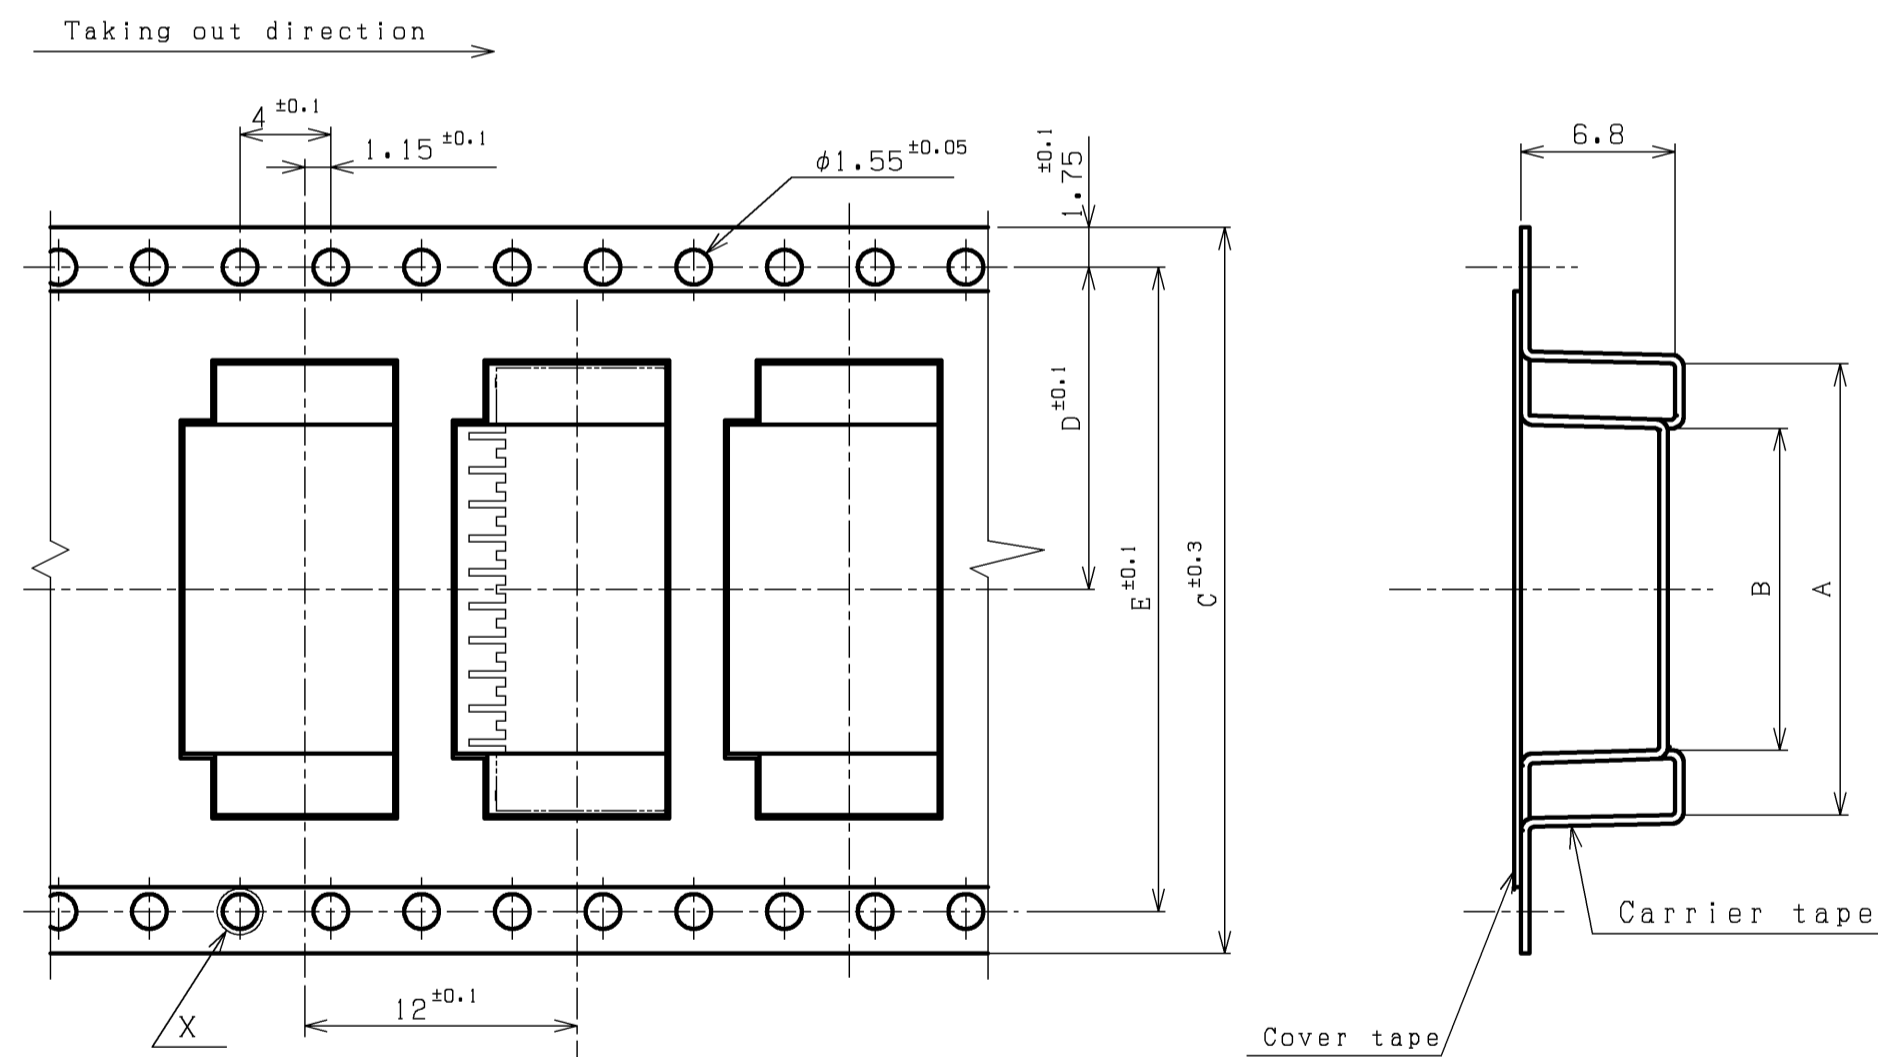 Taking out direction
4 ±0.1
1.15 ±0.1
φ1.55 ±0.05
1.75 ±0.1
6.8
D ±0.1
E ±0.1
C ±0.3
B
A
Carrier tape
12 ±0.1
X
Cover tape